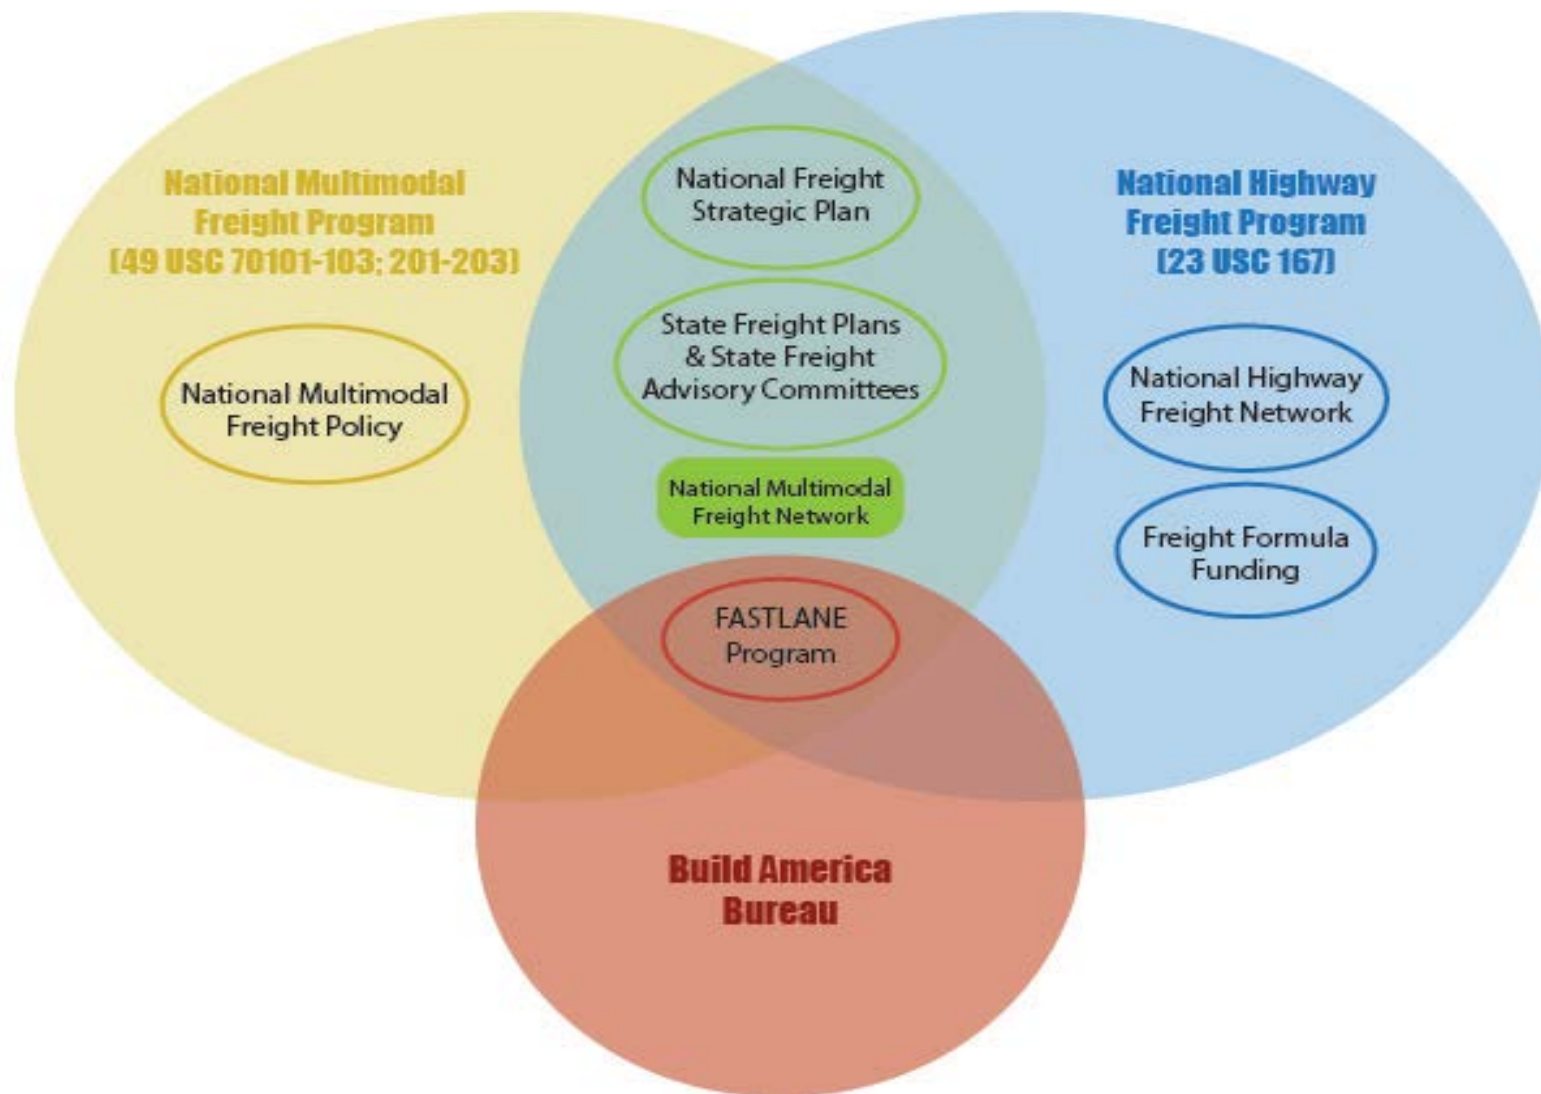 National Multimodal
Freight Program
(49 USC 70101-103; 201-203)
National Multimodal
Freight Policy
National Freight
Strategic Plan
State Freight Plans
& State Freight
Advisory Committees
National Multimodal
Freight Network
FASTLANE
Program
National Highway
Freight Program
(23 USC 167)
National Highway
Freight Network
Freight Formula
Funding
Build America
Bureau